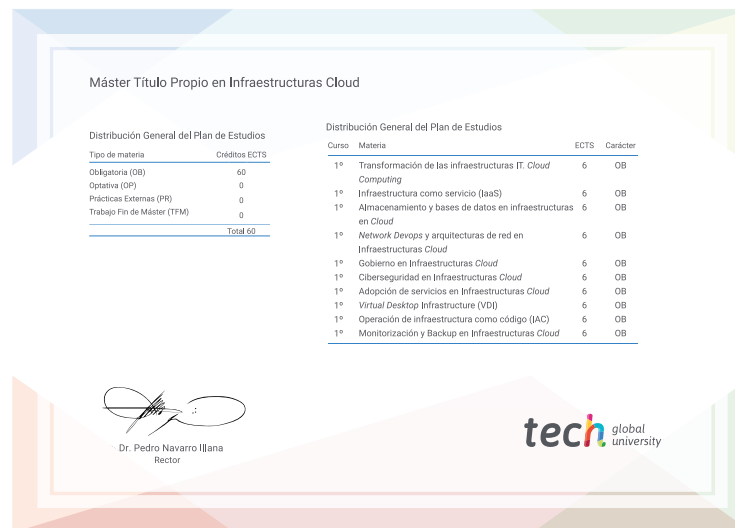 Máster Título Propio en Infraestructuras Cloud
Distribución General del Plan de Estudios
Tipo de materia Créditos ECTS
Obligatoria (OB) 60
Optativa (OP) 0
Prácticas Externas (PR) 0
Trabajo Fin de Máster (TFM) 0
Total 60
Distribución General del Plan de Estudios
Curso Materia ECTS Carácter
1º Transformación de las infraestructuras IT. Cloud 6 OB
Computing
1º Infraestructura como servicio (IaaS) 6 OB
1º Almacenamiento y bases de datos en infraestructuras 6 OB
en Cloud
1º Network Devops y arquitecturas de red en 6 OB
Infraestructuras Cloud
1º Gobierno en Infraestructuras Cloud 6 OB
1º Ciberseguridad en Infraestructuras Cloud 6 OB
1º Adopción de servicios en Infraestructuras Cloud 6 OB
1º Virtual Desktop Infrastructure (VDI) 6 OB
1º Operación de infraestructura como código (IAC) 6 OB
1º Monitorización y Backup en Infraestructuras Cloud 6 OB
Dr. Pedro Navarro Illana
Rector
tech global
university